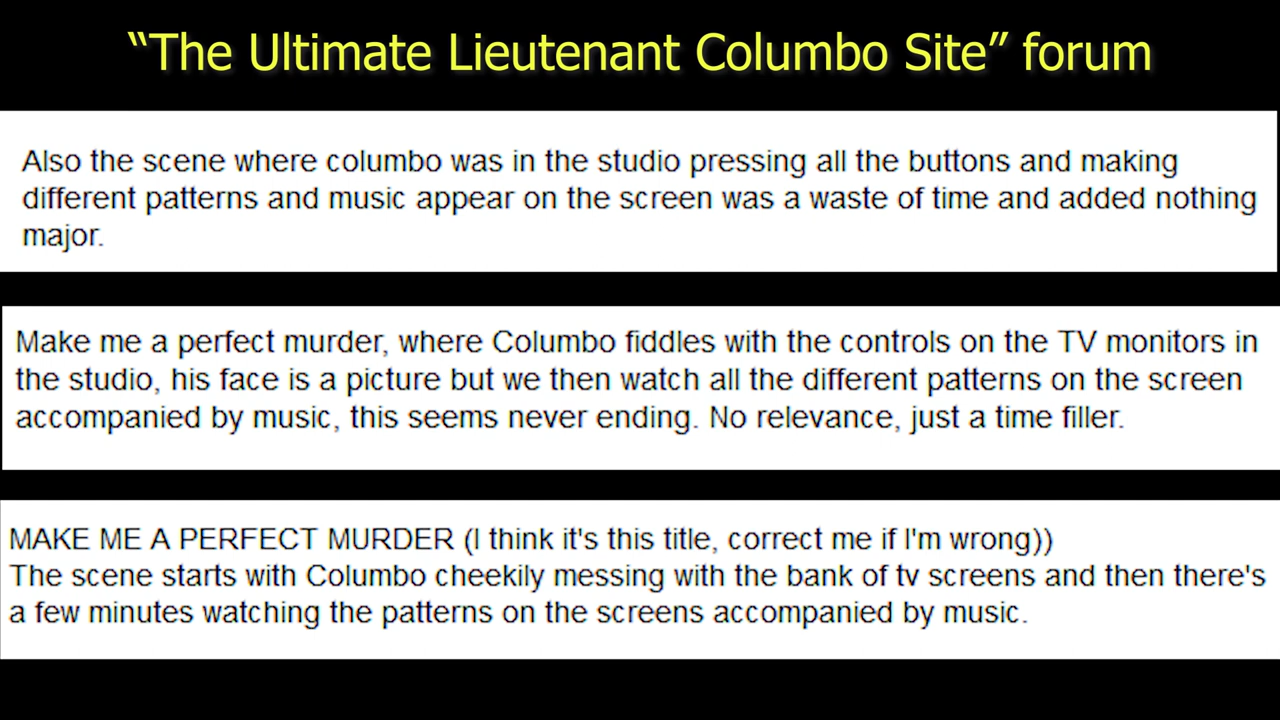 “The Ultimate Lieutenant Columbo Site” forum
Also the scene where columbo was in the studio pressing all the buttons and making
different patterns and music appear on the screen was a waste of time and added nothing
major.
Make me a perfect murder, where Columbo fiddles with the controls on the TV monitors in
the studio, his face is a picture but we then watch all the different patterns on the screen
accompanied by music, this seems never ending. No relevance, just a time filler.
MAKE ME A PERFECT MURDER (I think it's this title, correct me if I'm wrong))
The scene starts with Columbo cheekily messing with the bank of tv screens and then there's
a few minutes watching the patterns on the screens accompanied by music.